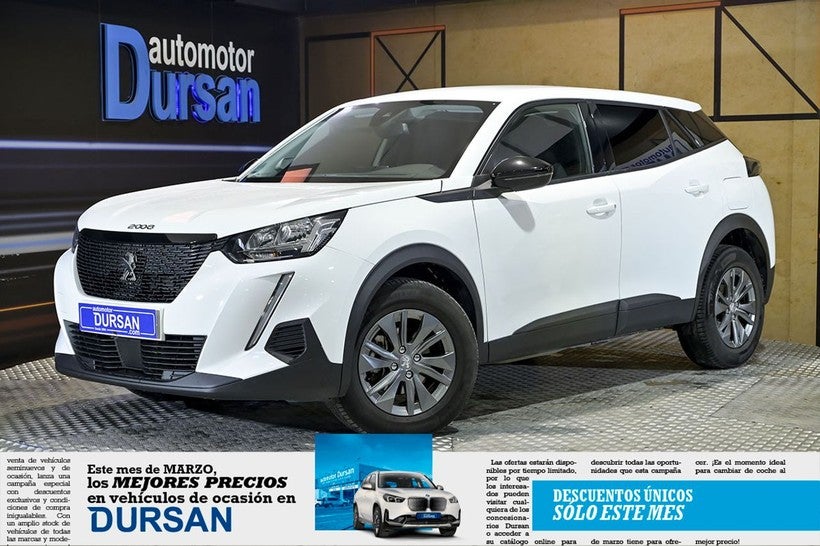 automotor
Dursan
2008
automotor
DURSAN
.com
venta de vehículos
seminuevos y de
ocasión, lanza una
campaña especial
con descuentos
exclusivos y condi-
ciones de compra
inigualables. Con
un amplio stock de
vehículos de todas
las marcas y mode-
Este mes de MARZO,
los MEJORES PRECIOS
en vehículos de ocasión en
DURSAN
automotor Dursan
Las ofertas estarán dispo-
nibles por tiempo limitado,
por lo que
los interesa-
dos pueden
visitar cual-
quiera de los
concesiona-
rios Dursan
o acceder a
su catálogo online para
descubrir todas las oportu-
nidades que esta campaña
de marzo tiene para ofre-
cer. ¡Es el momento ideal
para cambiar de coche al
mejor precio!
DESCUENTOS ÚNICOS
SÓLO ESTE MES